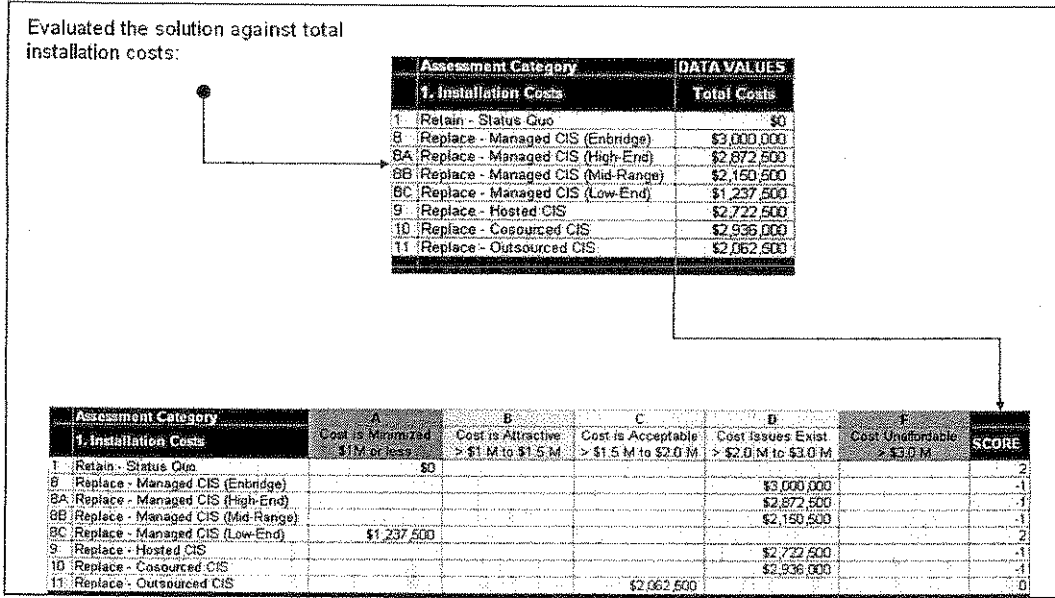 Evaluated the solution against total
installation costs:
Assessment Category DATA VALUES
1. Installation Costs Total Costs
1 Retain - Status Quo $0
8 Replace - Managed CIS (Enbridge) $3,000,000
8A Replace - Managed CIS (High-End) $2,872,500
8B Replace - Managed CIS (Mid-Range) $2,150,500
8C Replace - Managed CIS (Low-End) $1,237,500
9 Replace - Hosted CIS $2,722,500
10 Replace - Cosourced CIS $2,936,000
11 Replace - Outsourced CIS $2,062,500
Assessment Category A B C D F
1. Installation Costs Cost is Minimized Cost is Attractive Cost is Acceptable Cost Issues Exist Cost Unaffordable SCORE
$1M or less > $1 M to $1.5 M > $1.5 M to $2.0 M > $2.0 M to $3.0 M > $3.0 M
1 Retain - Status Quo $0 2
8 Replace - Managed CIS (Enbridge) $3,000,000 -1
8A Replace - Managed CIS (High-End) $2,872,500 -1
8B Replace - Managed CIS (Mid-Range) $2,150,500 -1
8C Replace - Managed CIS (Low-End) $1,237,500 2
9 Replace - Hosted CIS $2,722,500 -1
10 Replace - Cosourced CIS $2,936,000 -1
11 Replace - Outsourced CIS $2,062,500 0